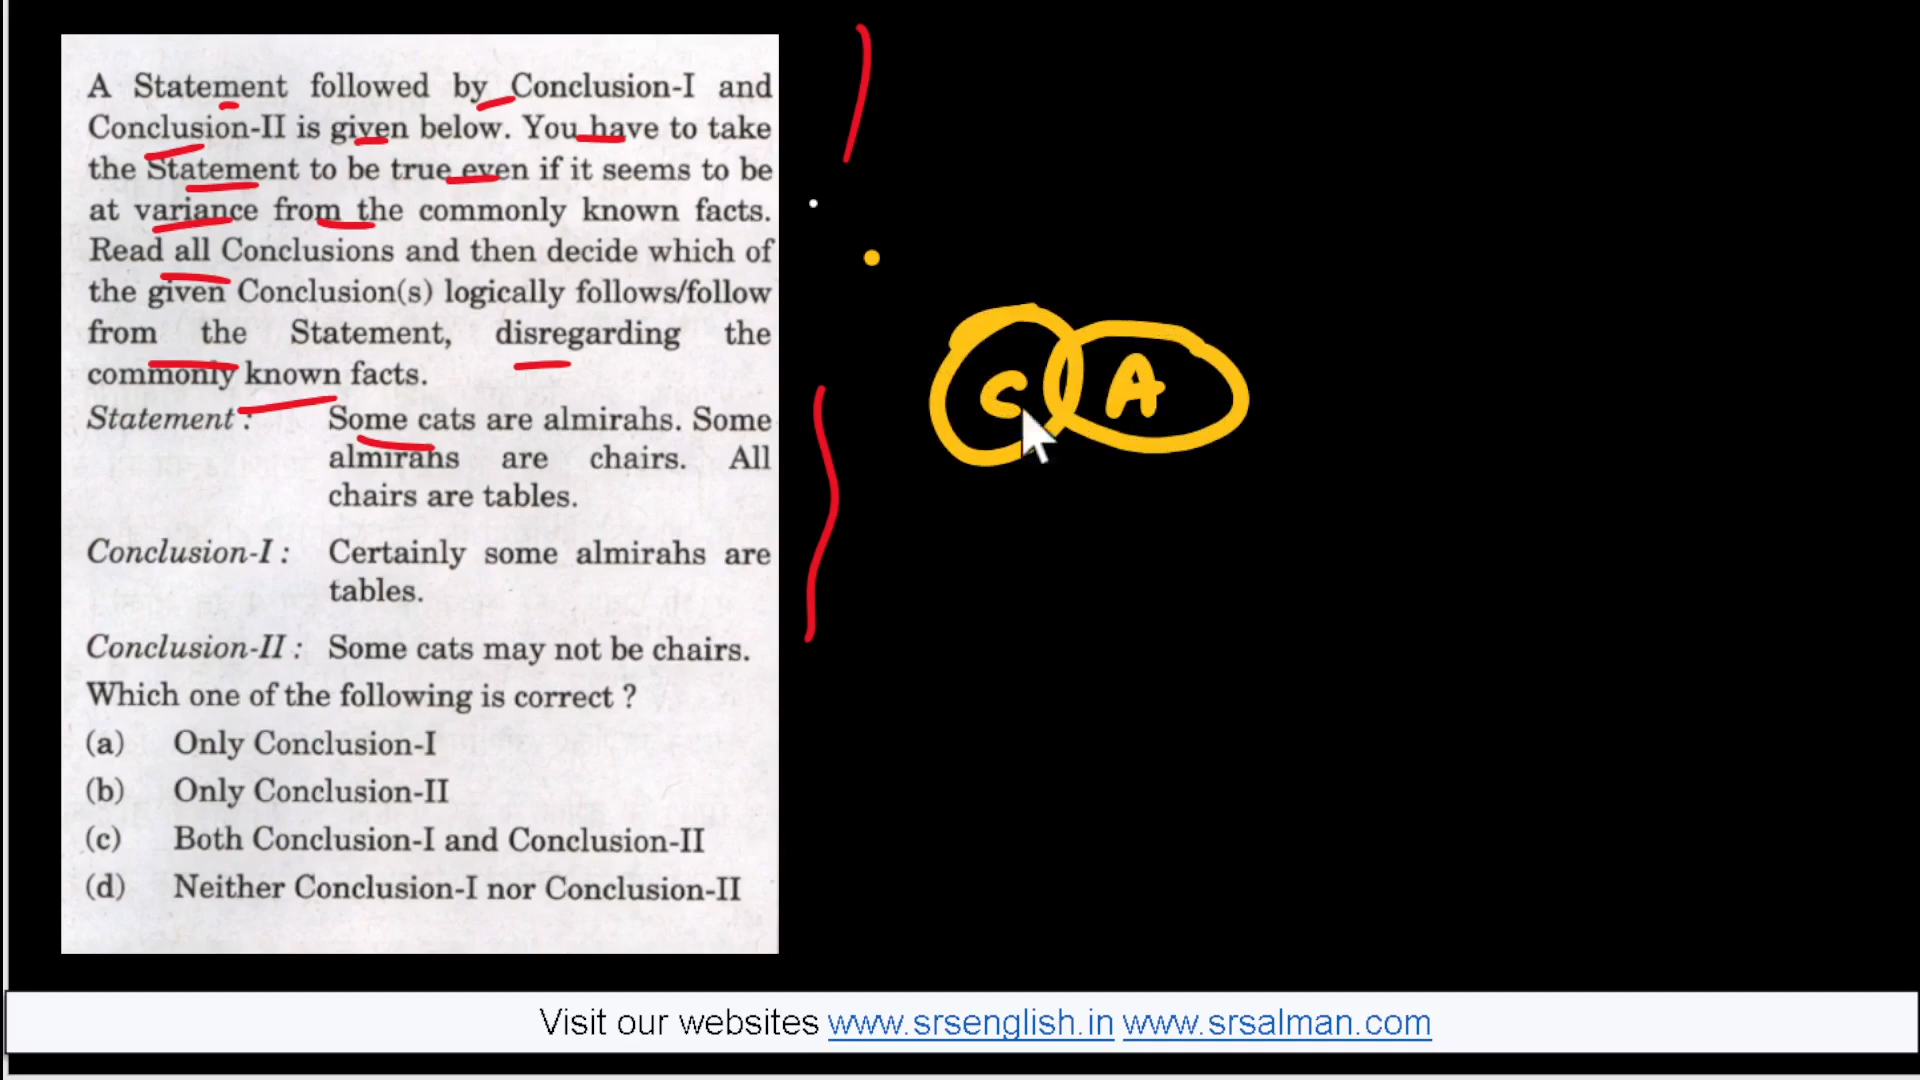 A Statement followed by Conclusion-I and
Conclusion-II is given below. You have to take
the Statement to be true even if it seems to be
at variance from the commonly known facts.
Read all Conclusions and then decide which of
the given Conclusion(s) logically follows/follow
from the Statement, disregarding the
commonly known facts.
Statement : Some cats are almirahs. Some
almirahs are chairs. All
chairs are tables.
Conclusion-I : Certainly some almirahs are
tables.
Conclusion-II : Some cats may not be chairs.
Which one of the following is correct ?
(a) Only Conclusion-I
(b) Only Conclusion-II
(c) Both Conclusion-I and Conclusion-II
(d) Neither Conclusion-I nor Conclusion-II
C A
Visit our websites www.srsenglish.in www.srsalman.com